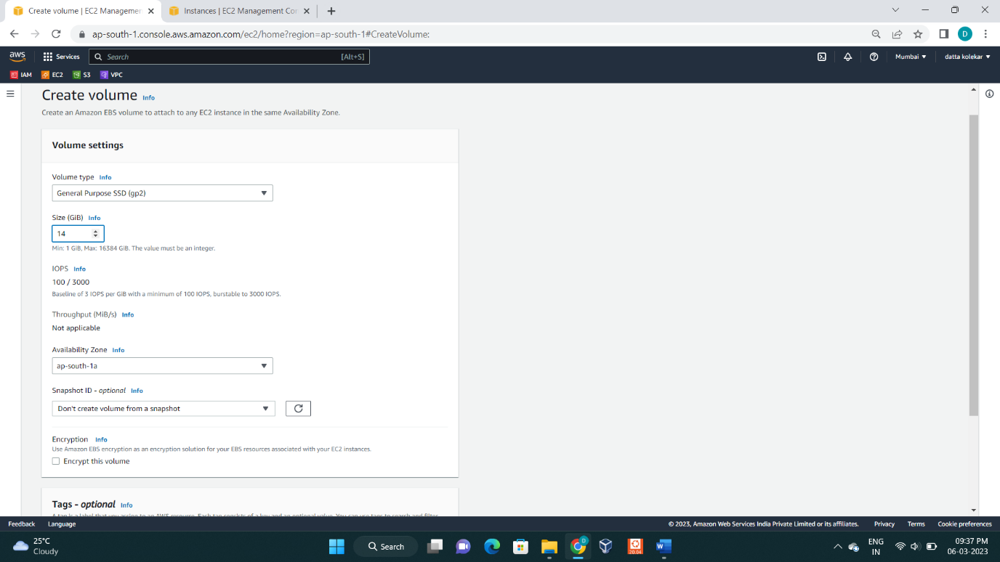 Create volume | EC2 Managemen
Instances | EC2 Management Con
ap-south-1.console.aws.amazon.com/ec2/home?region=ap-south-1#CreateVolume:
D
aws
Services
Search
[Alt+S]
Mumbai
datta kolekar
IAM
EC2
S3
VPC
Create volume Info
Create an Amazon EBS volume to attach to any EC2 instance in the same Availability Zone.
Volume settings
Volume type Info
General Purpose SSD (gp2)
Size (GiB) Info
14
Min: 1 GiB, Max: 16384 GiB. The value must be an integer.
IOPS Info
100 / 3000
Baseline of 3 IOPS per GiB with a minimum of 100 IOPS, burstable to 3000 IOPS.
Throughput (MiB/s) Info
Not applicable
Availability Zone Info
ap-south-1a
Snapshot ID - optional Info
Don't create volume from a snapshot
Encryption Info
Use Amazon EBS encryption as an encryption solution for your EBS resources associated with your EC2 instances.
Encrypt this volume
Tags - optional Info
A tag is a label that you assign to an AWS resource. Each tag consists of a key and an optional value. You can use tags to search and filter
Feedback
Language
© 2023, Amazon Web Services India Private Limited or its affiliates.
Privacy
Terms
Cookie preferences
25°C
Cloudy
Search
D
20.04
ENG
IN
09:37 PM
06-03-2023